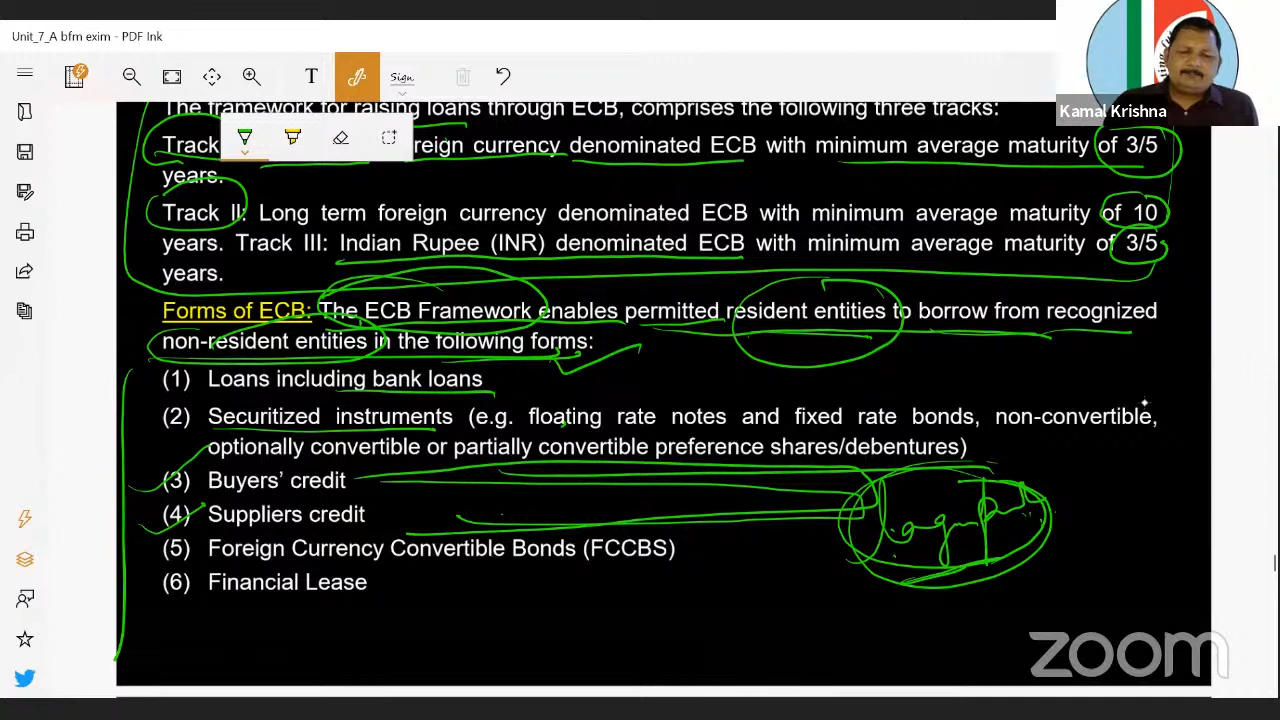 Unit_7_A bfm exim - PDF Ink
T
Sign
Kamal Krishna
The framework for raising loans through ECB, comprises the following three tracks:
Track foreign currency denominated ECB with minimum average maturity of 3/5
years.
Track II: Long term foreign currency denominated ECB with minimum average maturity of 10
years. Track III: Indian Rupee (INR) denominated ECB with minimum average maturity of 3/5
years.
Forms of ECB: The ECB Framework enables permitted resident entities to borrow from recognized
non-resident entities in the following forms:
(1) Loans including bank loans
(2) Securitized instruments (e.g. floating rate notes and fixed rate bonds, non-convertible,
optionally convertible or partially convertible preference shares/debentures)
(3) Buyers’ credit
(4) Suppliers credit
(5) Foreign Currency Convertible Bonds (FCCBS)
(6) Financial Lease
zoom